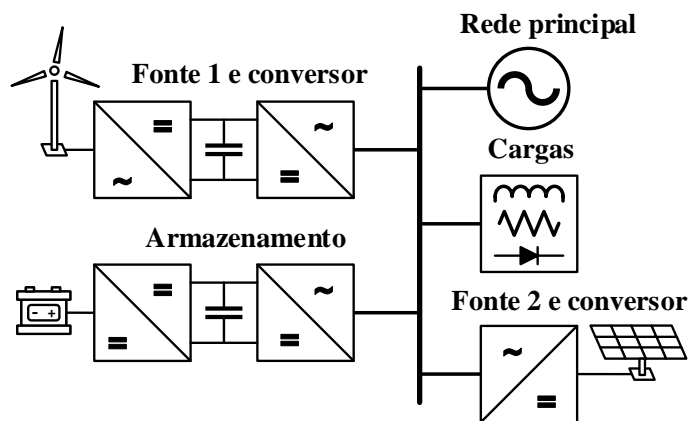 Rede principal
Fonte 1 e conversor
Cargas
Armazenamento
Fonte 2 e conversor